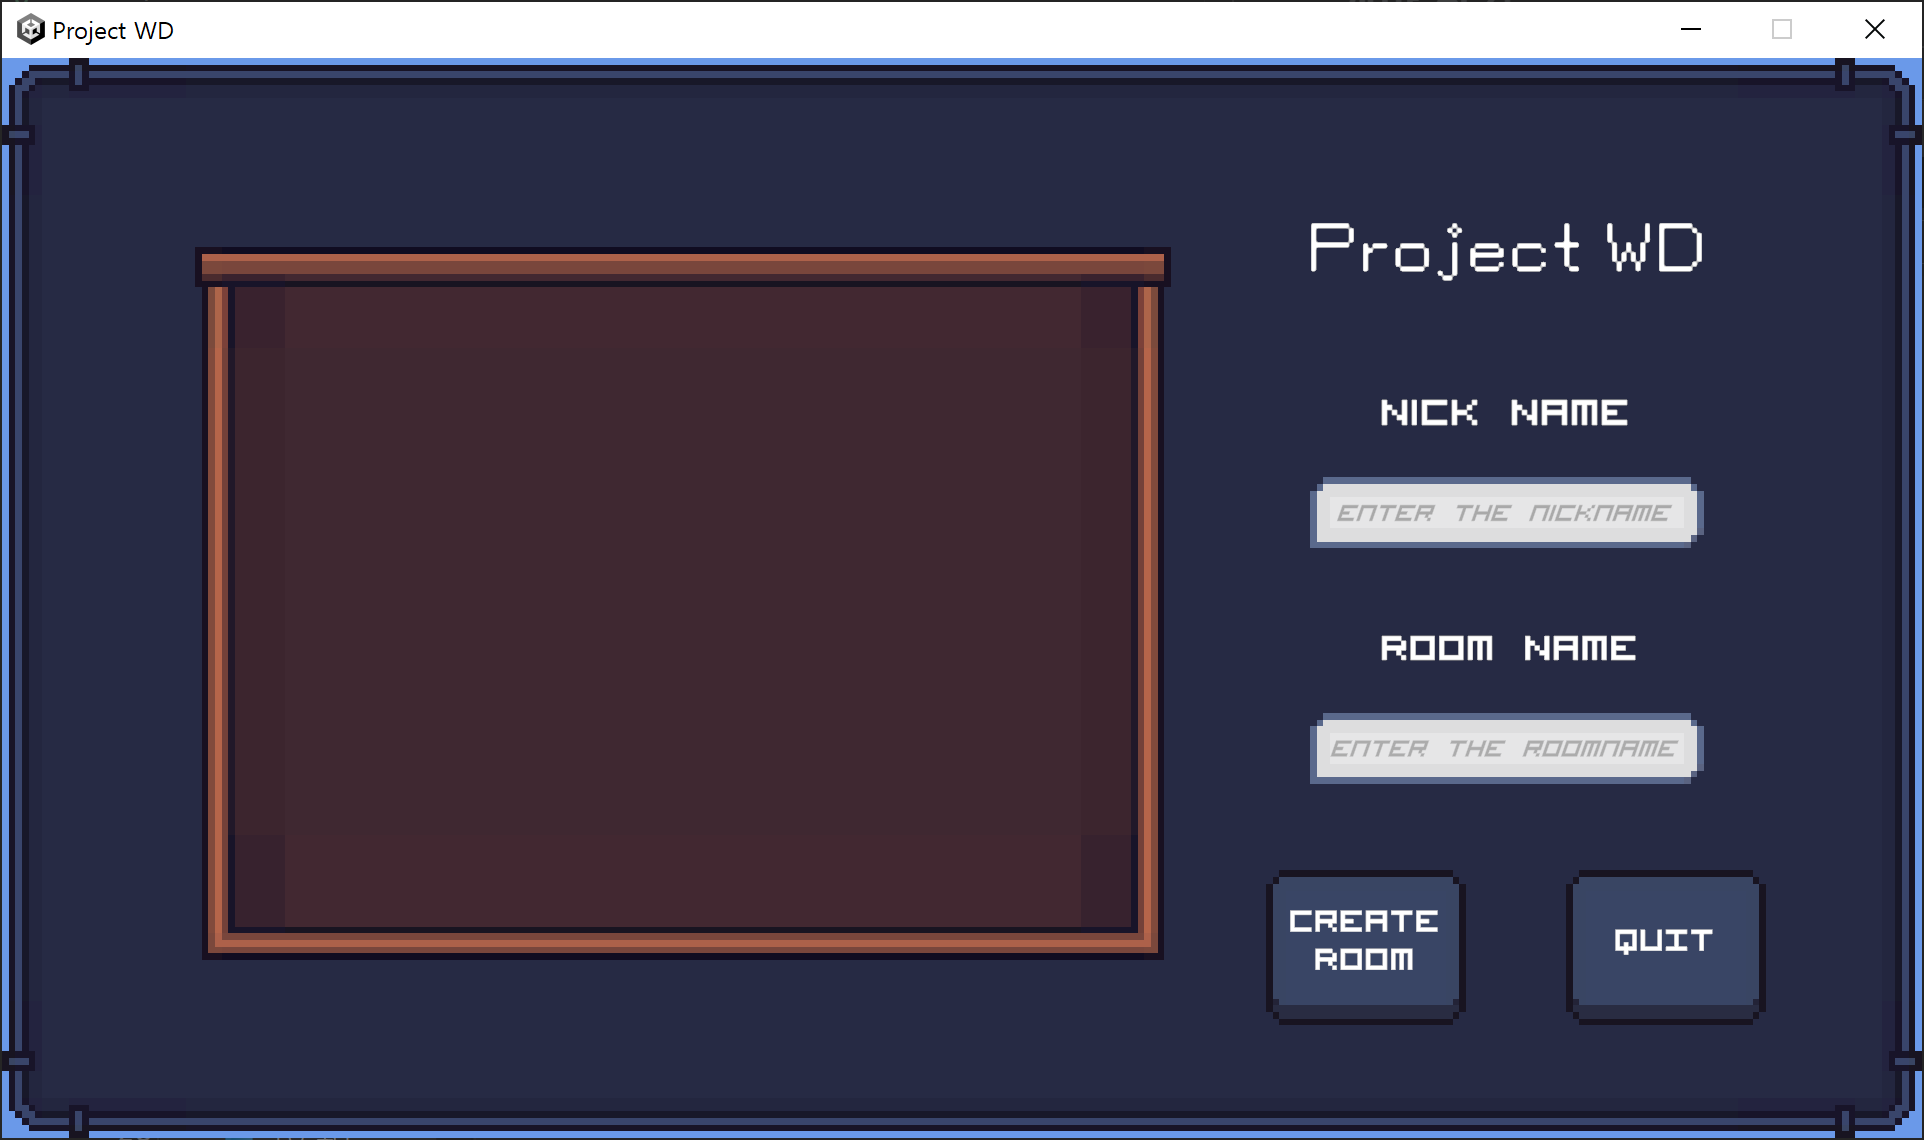 Project WD
Project WD
NICK NAME
ENTER THE NICKNAME
ROOM NAME
ENTER THE ROOMNAME
CREATE
ROOM
QUIT